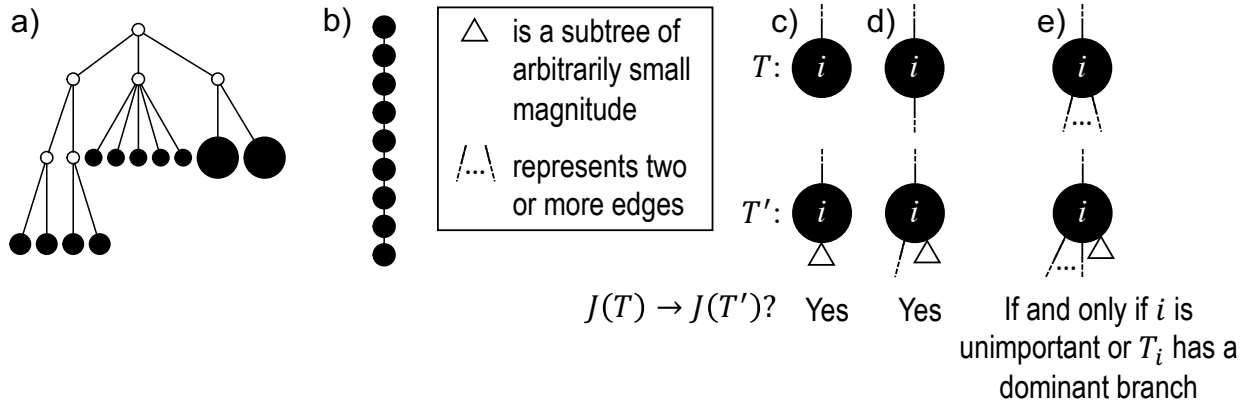 a)
b)
is a subtree of
arbitrarily small
magnitude
...
represents two
or more edges
c)
d)
e)
T:
i
i
i
...
T′:
i
i
i
...
...
J(T) → J(T′)?
Yes
Yes
If and only if i is
unimportant or Tᵢ has a
dominant branch